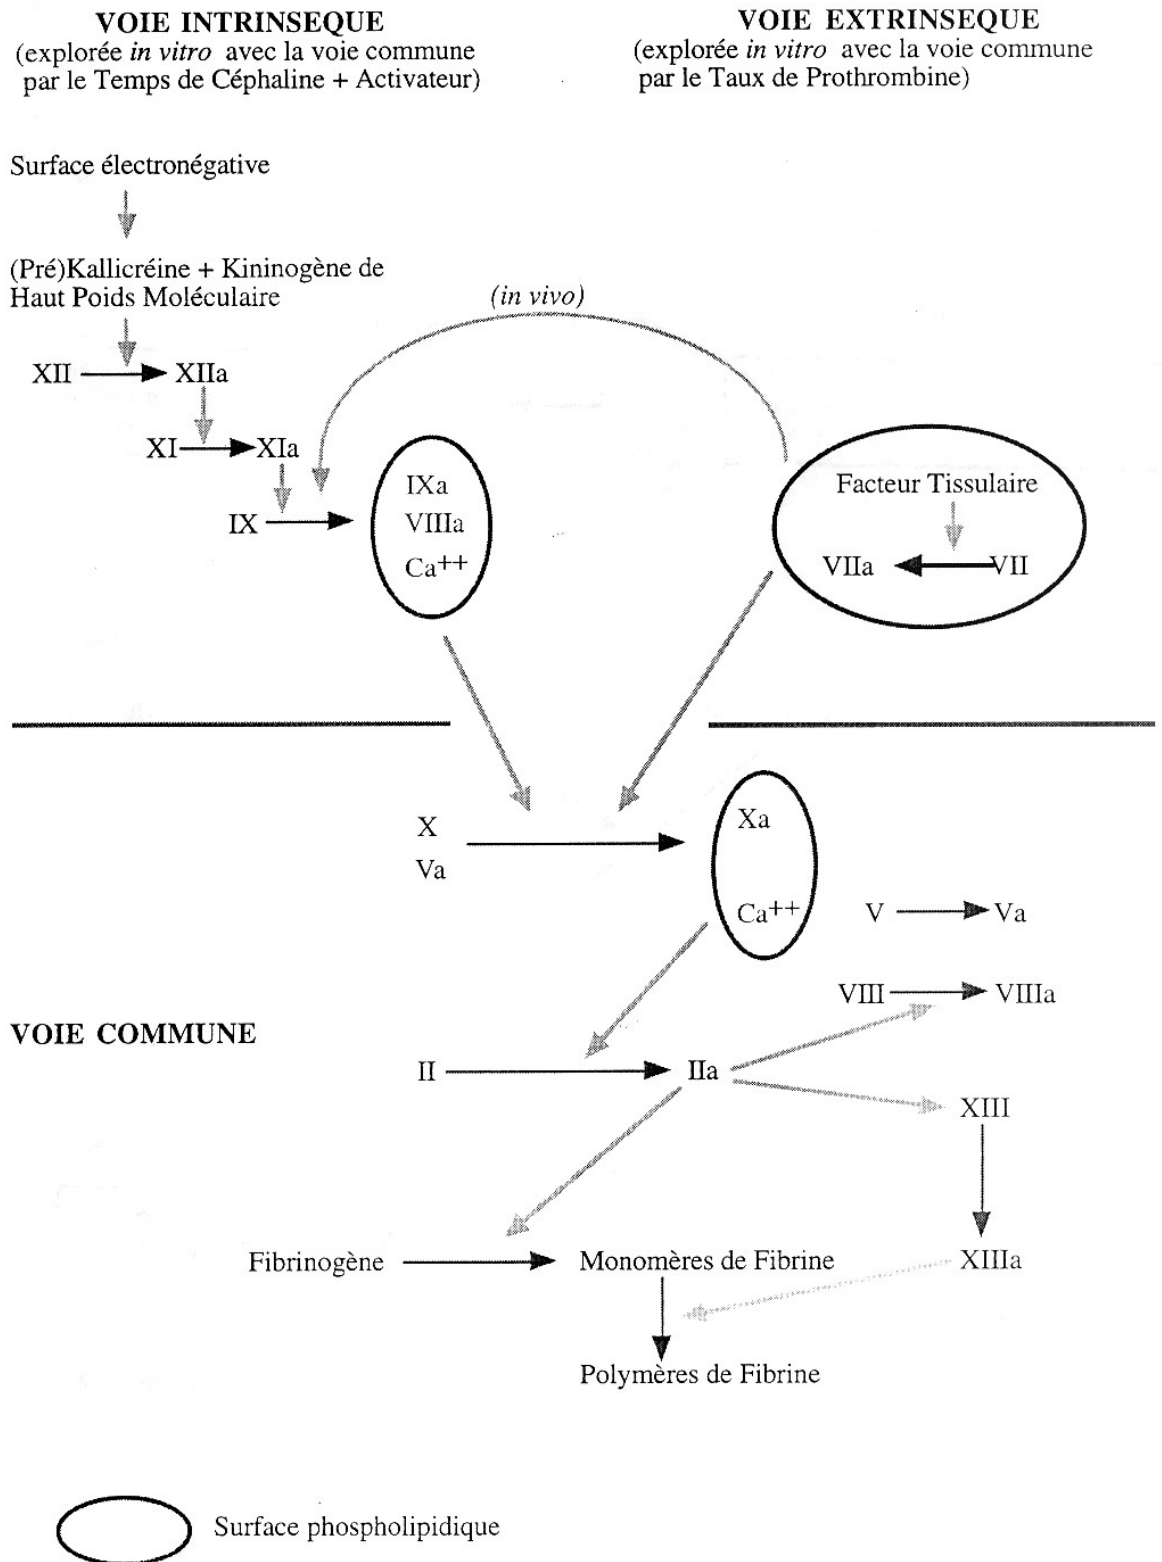 VOIE INTRINSEQUE
(explorée in vitro avec la voie commune
par le Temps de Céphaline + Activateur)
VOIE EXTRINSEQUE
(explorée in vitro avec la voie commune
par le Taux de Prothrombine)
Surface électronégative
(Pré)Kallicréine + Kininogène de
Haut Poids Moléculaire
(in vivo)
XII
XIIa
XI
XIa
IX
IXa
VIIIa
Ca++
Facteur Tissulaire
VIIa
VII
X
Va
Xa
Ca++
V
Va
VIII
VIIIa
VOIE COMMUNE
II
IIa
XIII
Fibrinogène
Monomères de Fibrine
XIIIa
Polymères de Fibrine
Surface phospholipidique